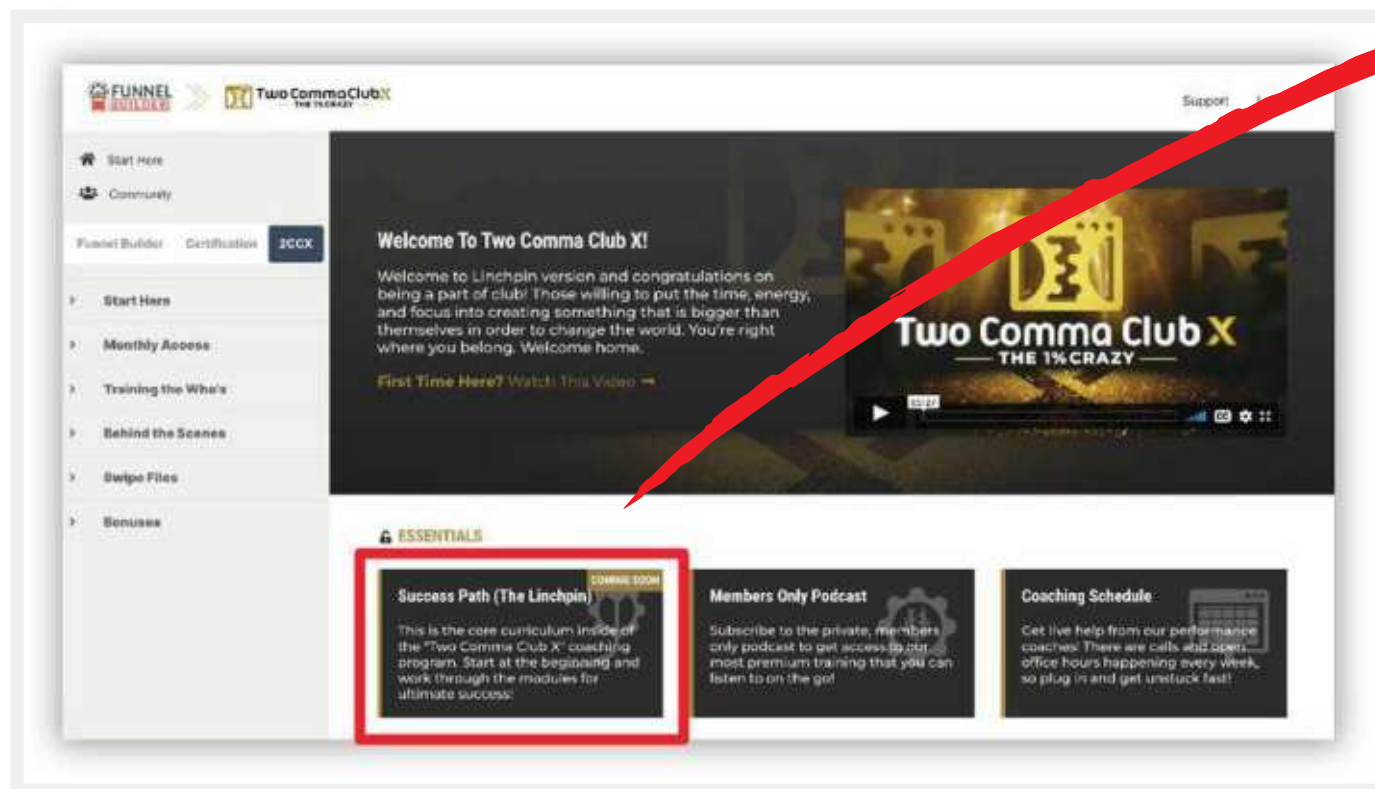 FUNNEL BUILDER
Two Comma Club X
THE 1% CRAZY
Support
Start Here
Community
Funnel Builder Certification 2CCX
Start Here
Monthly Access
Training the Who's
Behind the Scenes
Swipe Files
Bonuses
Welcome To Two Comma Club X!
Welcome to Linchpin version and congratulations on
being a part of club! Those willing to put the time, energy,
and focus into creating something that is bigger than
themselves in order to change the world. You're right
where you belong. Welcome home.
First Time Here? Watch This Video
Two Comma Club X
THE 1% CRAZY
CC
ESSENTIALS
COMING SOON
Success Path (The Linchpin)
This is the core curriculum inside of
the "Two Comma Club X" coaching
program. Start at the beginning and
work through the modules for
ultimate success!
Members Only Podcast
Subscribe to the private, members
only podcast to get access to our
most premium training that you can
listen to on the go!
Coaching Schedule
Get live help from our performance
coaches! There are calls and open
office hours happening every week,
so plug in and get unstuck fast!